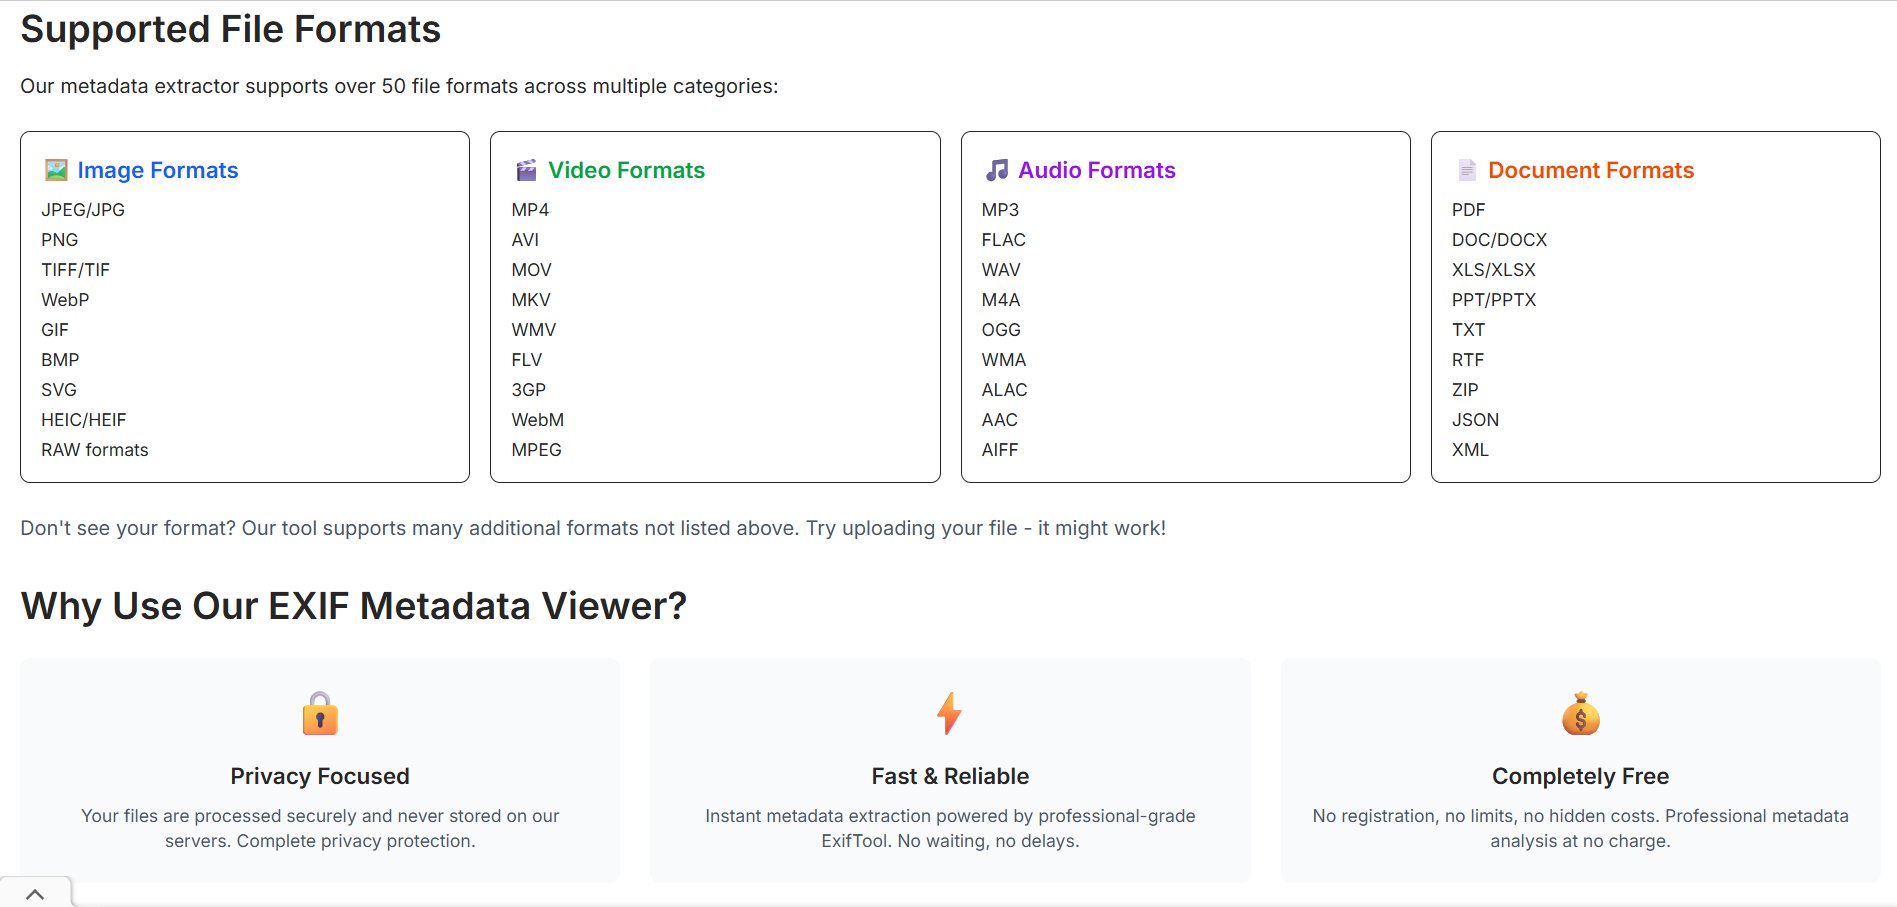 Supported File Formats
Our metadata extractor supports over 50 file formats across multiple categories:
Image Formats
JPEG/JPG
PNG
TIFF/TIF
WebP
GIF
BMP
SVG
HEIC/HEIF
RAW formats
Video Formats
MP4
AVI
MOV
MKV
WMV
FLV
3GP
WebM
MPEG
Audio Formats
MP3
FLAC
WAV
M4A
OGG
WMA
ALAC
AAC
AIFF
Document Formats
PDF
DOC/DOCX
XLS/XLSX
PPT/PPTX
TXT
RTF
ZIP
JSON
XML
Don't see your format? Our tool supports many additional formats not listed above. Try uploading your file - it might work!
Why Use Our EXIF Metadata Viewer?
Privacy Focused
Your files are processed securely and never stored on our
servers. Complete privacy protection.
Fast & Reliable
Instant metadata extraction powered by professional-grade
ExifTool. No waiting, no delays.
Completely Free
No registration, no limits, no hidden costs. Professional metadata
analysis at no charge.